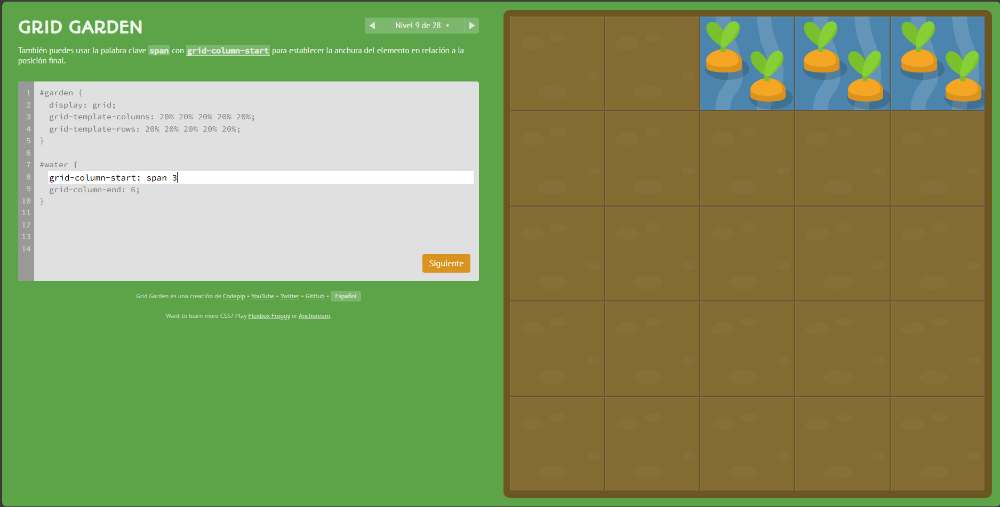 GRID GARDEN
◀ Nivel 9 de 28 ▾ ▶
También puedes usar la palabra clave span con grid-column-start para establecer la anchura del elemento en relación a la
posición final.
1 #garden {
2 display: grid;
3 grid-template-columns: 20% 20% 20% 20% 20%;
4 grid-template-rows: 20% 20% 20% 20% 20%;
5 }
6
7 #water {
8 grid-column-start: span 3
9 grid-column-end: 6;
10 }
11
12
13
14
Siguiente
Grid Garden es una creación de Codepip • YouTube • Twitter • GitHub • Español
Want to learn more CSS? Play Flexbox Froggy or Anchoreum.